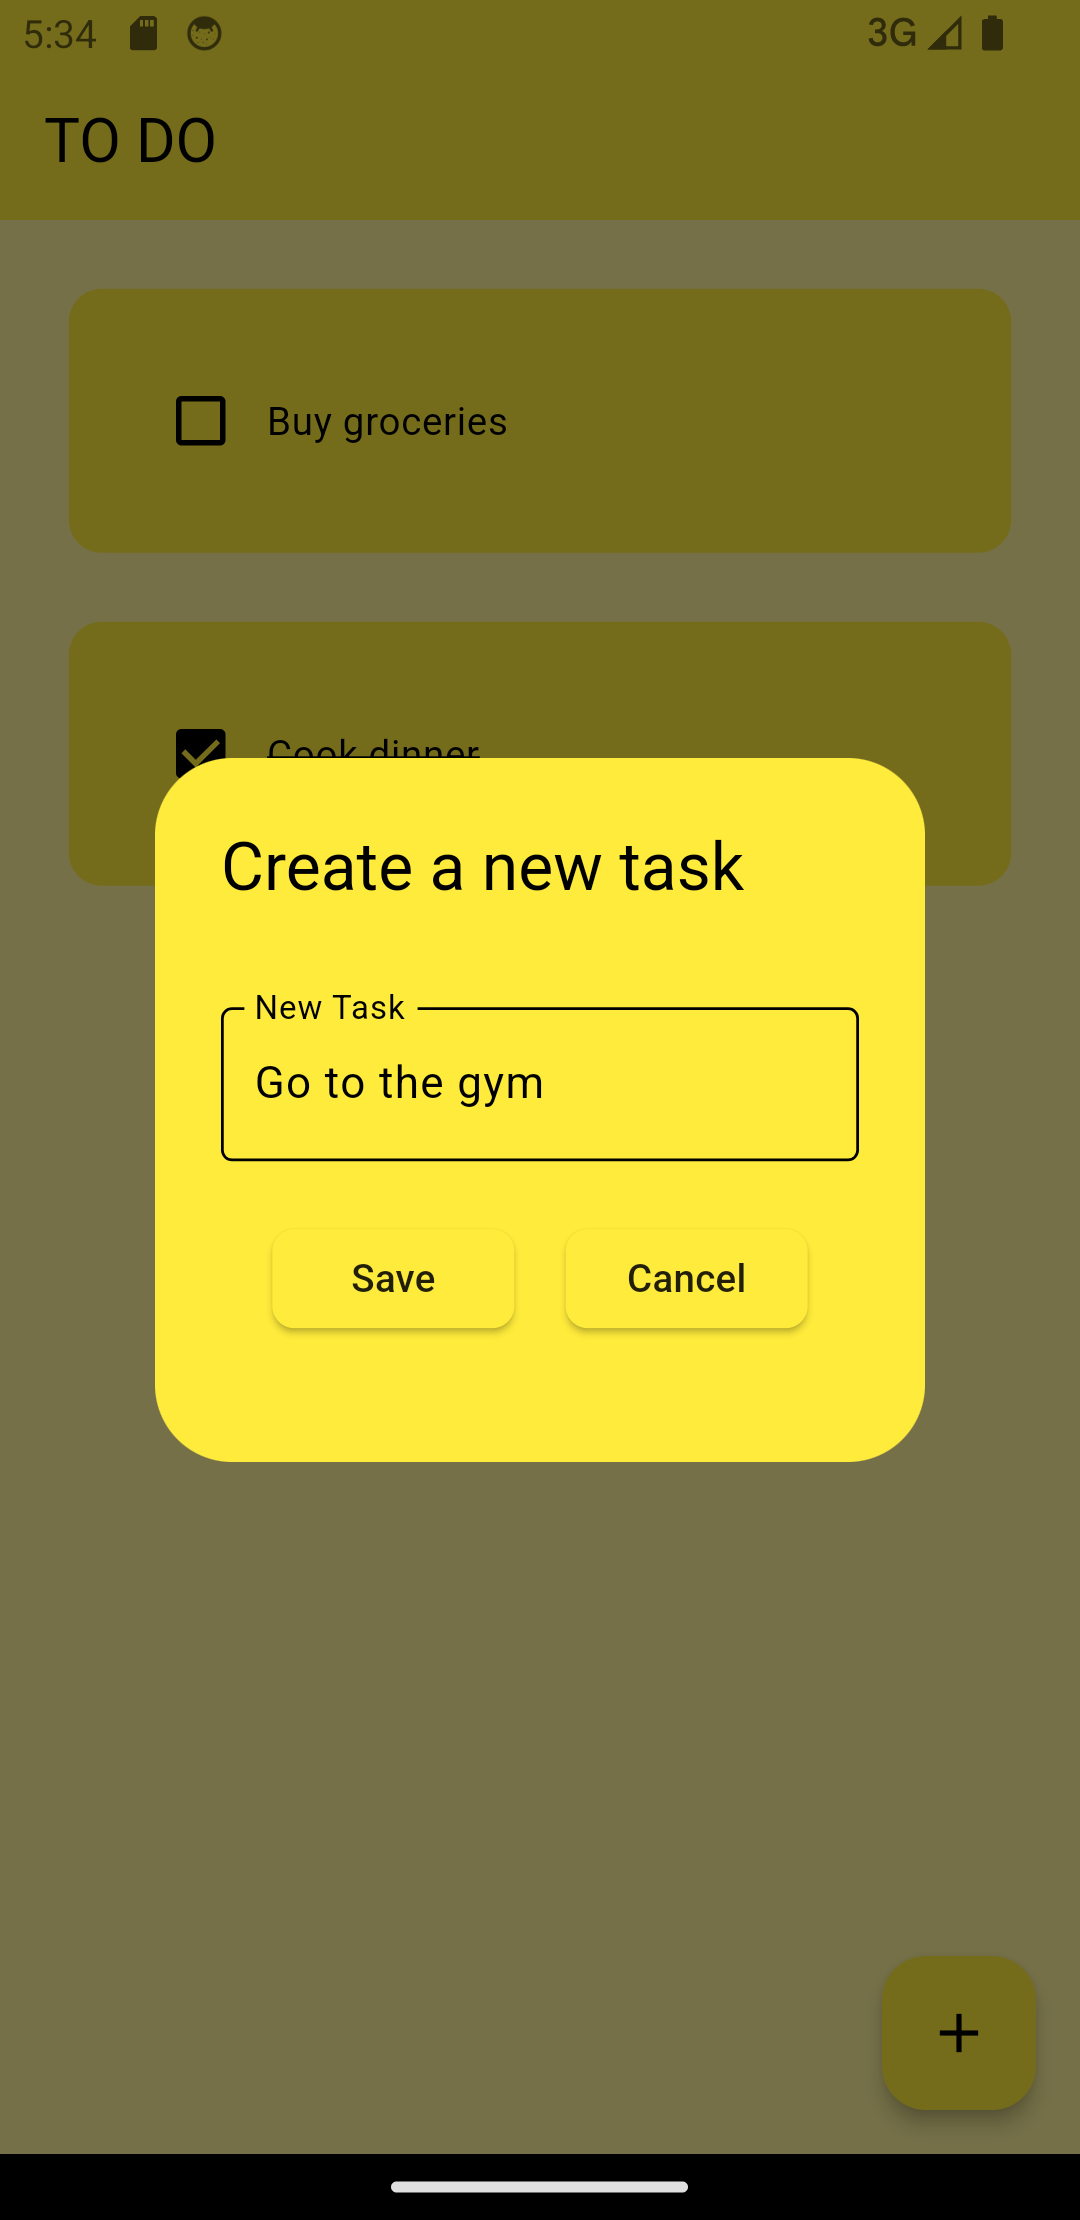 5:34
3G
TO DO
Buy groceries
Cook dinner
Create a new task
New Task
Go to the gym
Save
Cancel